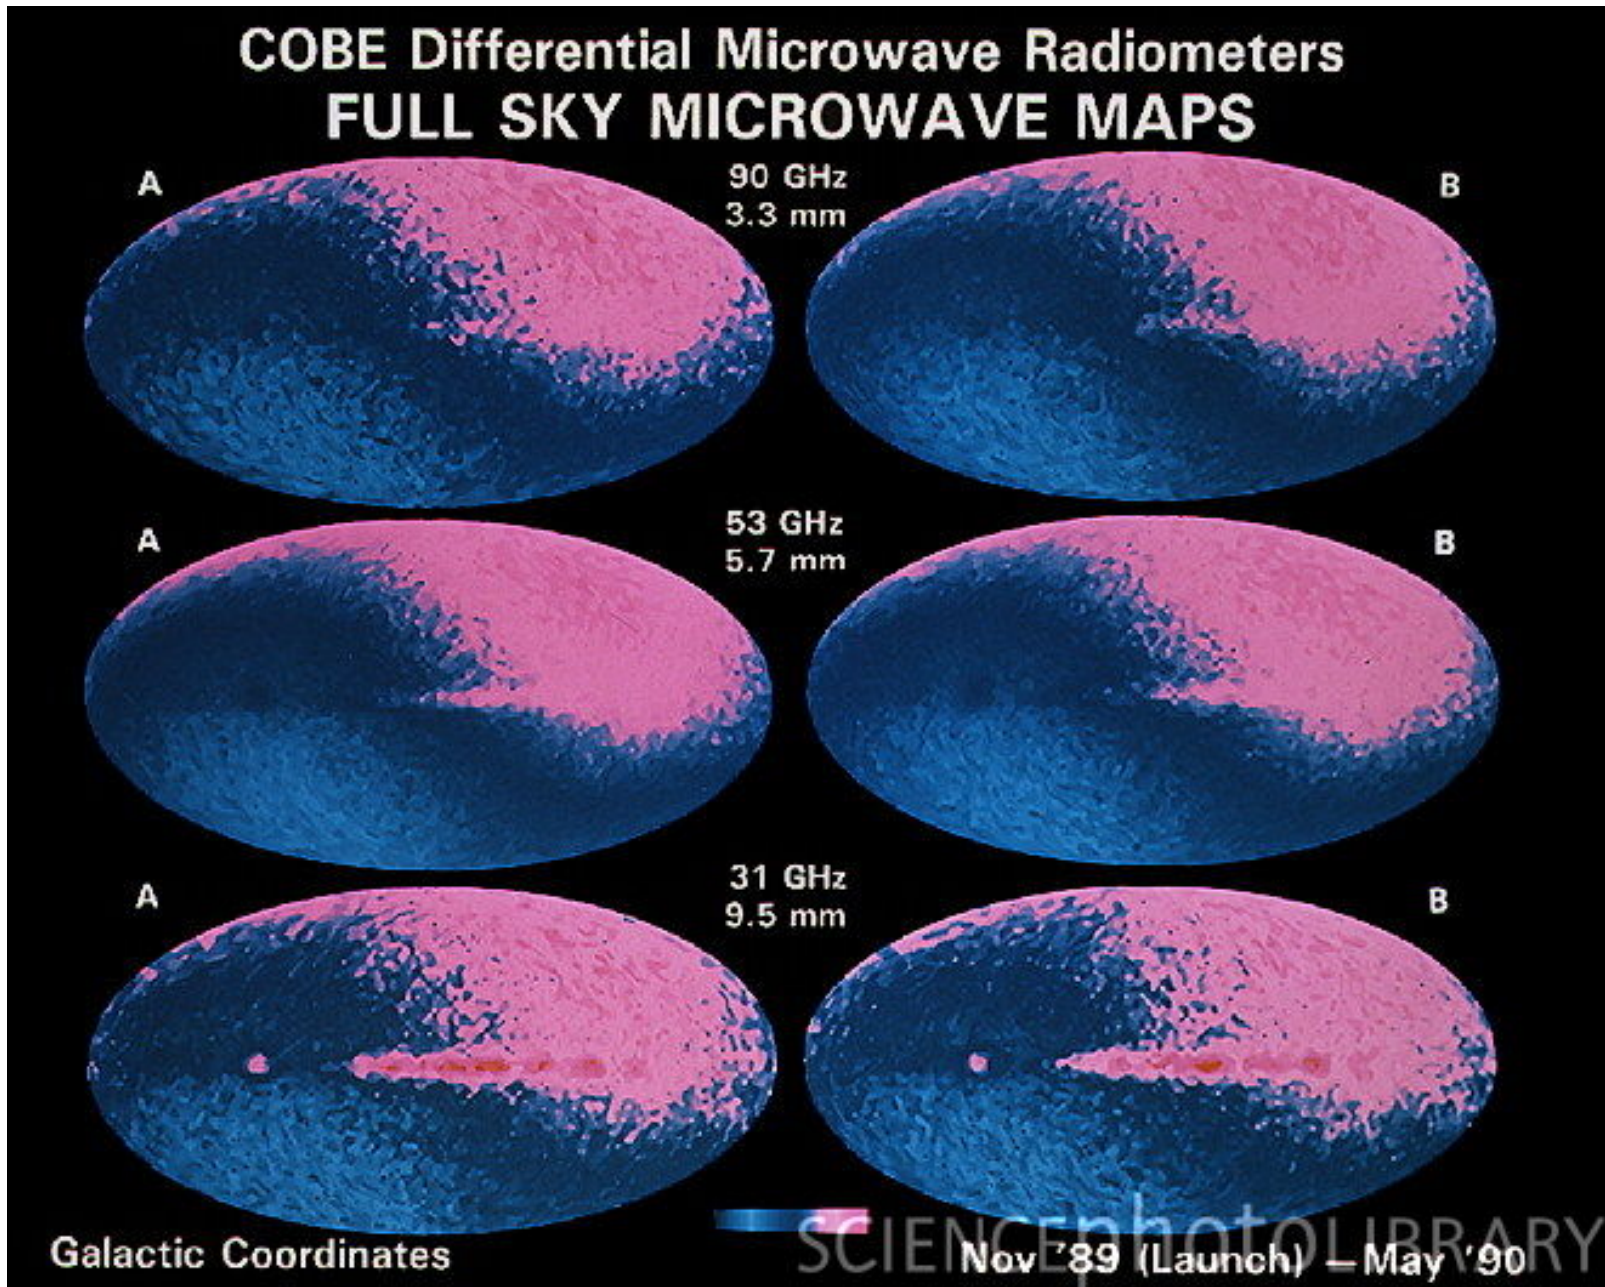 COBE Differential Microwave Radiometers
FULL SKY MICROWAVE MAPS
A
90 GHz
3.3 mm
B
A
53 GHz
5.7 mm
B
A
31 GHz
9.5 mm
B
SCIENCEphotoLIBRARY
Galactic Coordinates
Nov '89 (Launch) – May '90